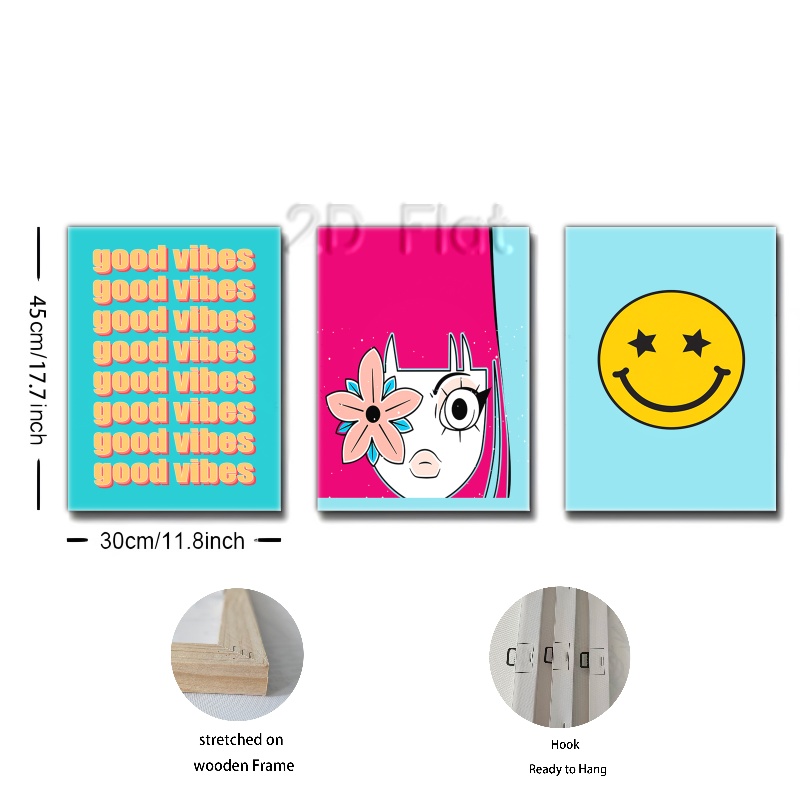 2D Flat
good vibes
good vibes
good vibes
good vibes
good vibes
good vibes
good vibes
good vibes
45cm/17.7inch
30cm/11.8inch
stretched on
wooden Frame
Hook
Ready to Hang